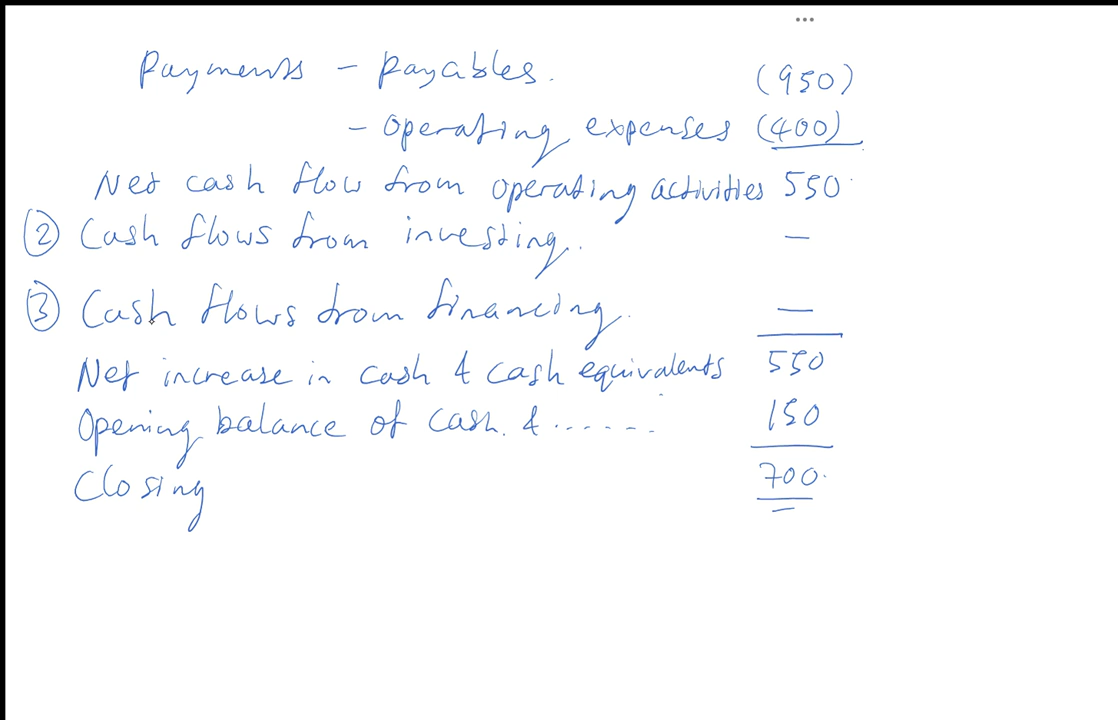 Payments - payables. (950)
- Operating expenses (400)
Net cash flow from operating activities 550
② Cash flows from investing. —
③ Cash flows from financing. —
Net increase in cash & cash equivalents 550
Opening balance of cash. & ...... 150
Closing 700.